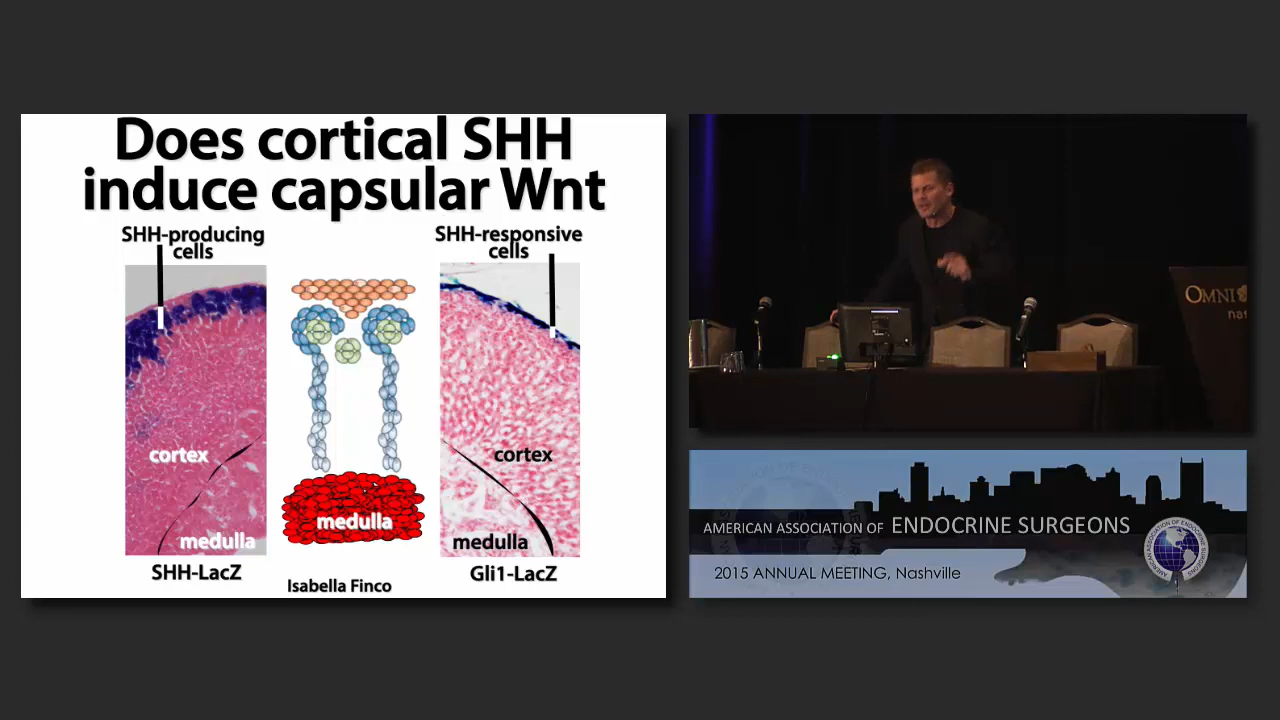 Does cortical SHH
induce capsular Wnt
SHH-producing
cells
SHH-responsive
cells
cortex
medulla
medulla
cortex
medulla
SHH-LacZ
Isabella Finco
Gli1-LacZ
OMNI
AMERICAN ASSOCIATION OF ENDOCRINE SURGEONS
2015 ANNUAL MEETING, Nashville